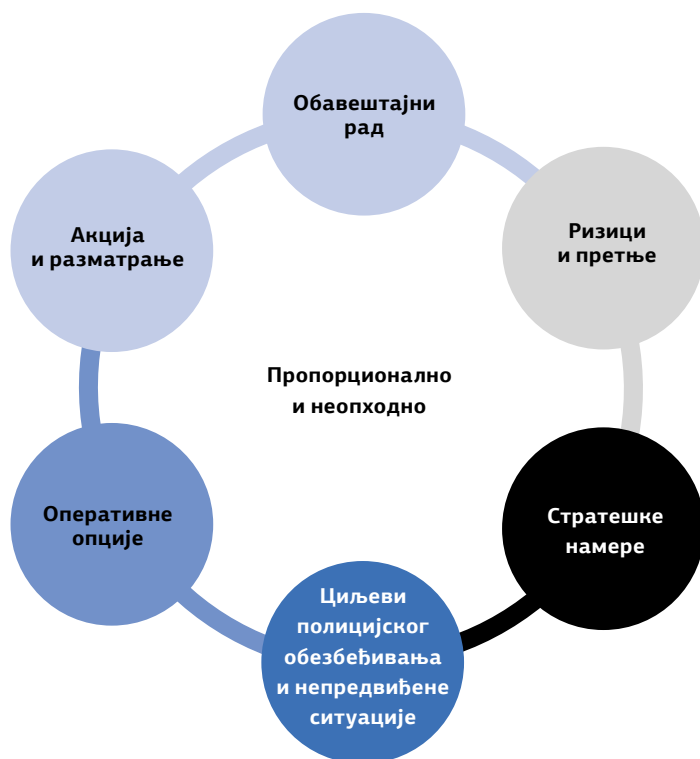 Обавештајни
рад
Ризици
и претње
Стратешке
намере
Циљеви
полицијског
обезбеђивања
и непредвиђене
ситуације
Оперативне
опције
Акција
и разматрање
Пропорционално
и неопходно